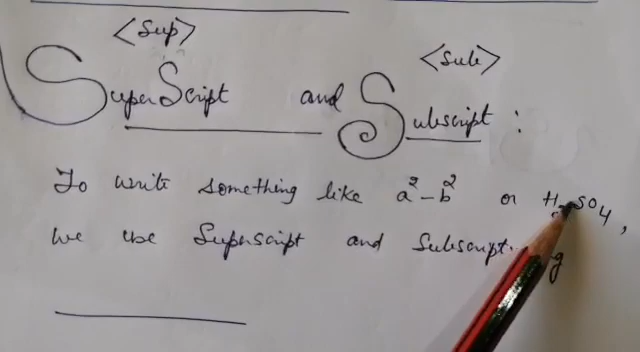 <Sup> <Sub>
SuperScript and Subscript :
To write something like a²-b² or H₂SO₄,
we use Superscript and Subscript.